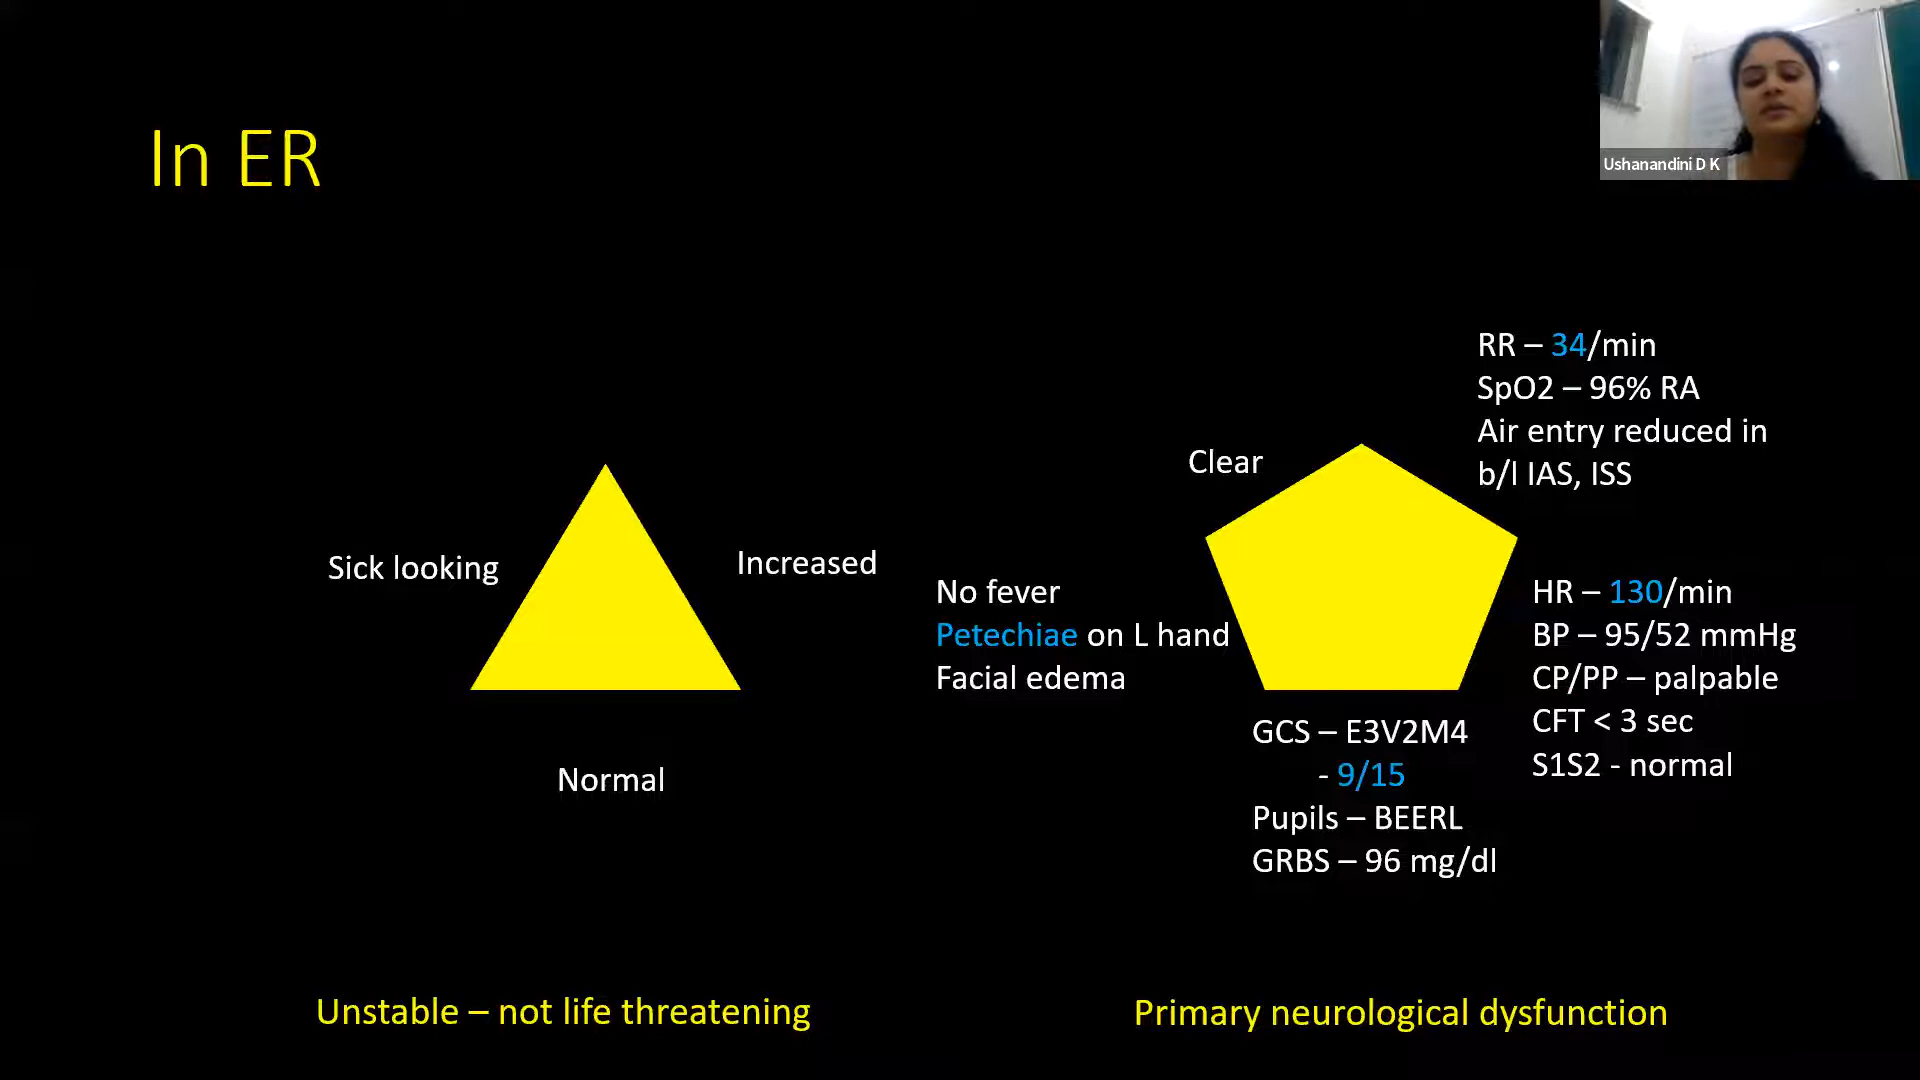 In ER
Ushanandini D K
Sick looking
Increased
Normal
Unstable – not life threatening
Clear
RR – 34/min
SpO2 – 96% RA
Air entry reduced in
b/l IAS, ISS
No fever
Petechiae on L hand
Facial edema
HR – 130/min
BP – 95/52 mmHg
CP/PP – palpable
CFT < 3 sec
S1S2 - normal
GCS – E3V2M4
- 9/15
Pupils – BEERL
GRBS – 96 mg/dl
Primary neurological dysfunction